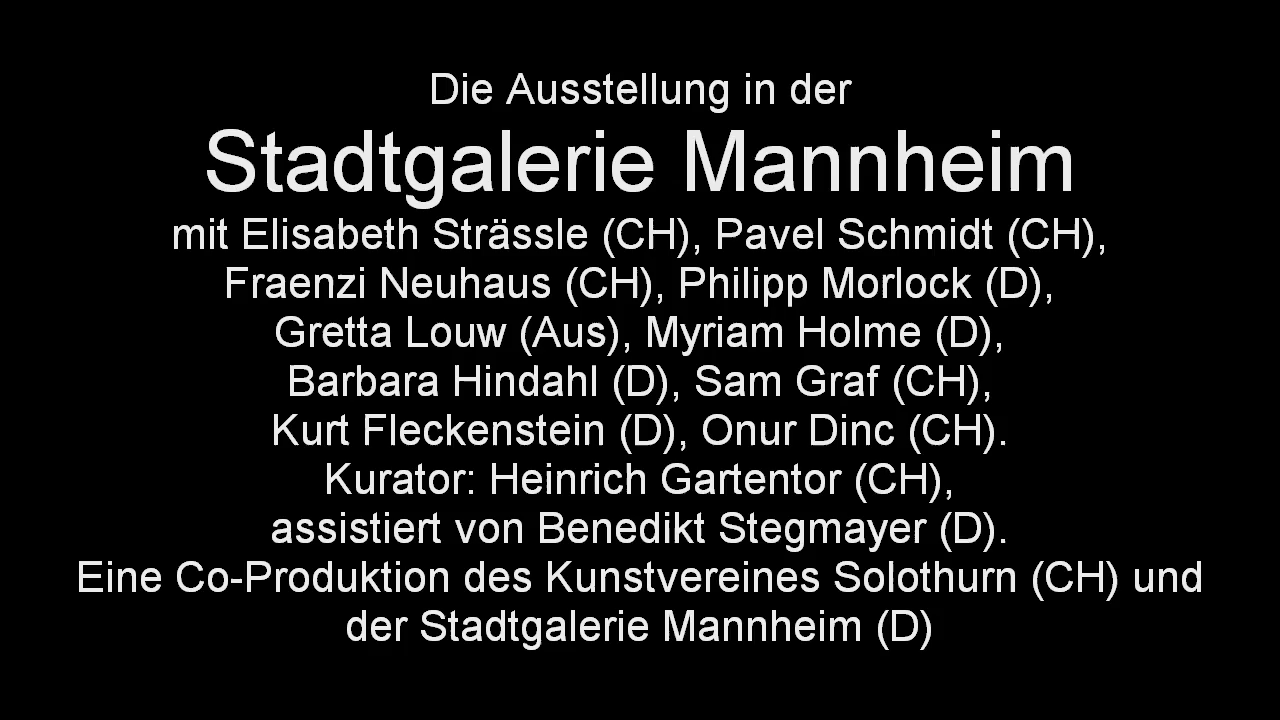 Die Ausstellung in der
Stadtgalerie Mannheim
mit Elisabeth Strässle (CH), Pavel Schmidt (CH),
Fraenzi Neuhaus (CH), Philipp Morlock (D),
Gretta Louw (Aus), Myriam Holme (D),
Barbara Hindahl (D), Sam Graf (CH),
Kurt Fleckenstein (D), Onur Dinc (CH).
Kurator: Heinrich Gartentor (CH),
assistiert von Benedikt Stegmayer (D).
Eine Co-Produktion des Kunstvereines Solothurn (CH) und
der Stadtgalerie Mannheim (D)